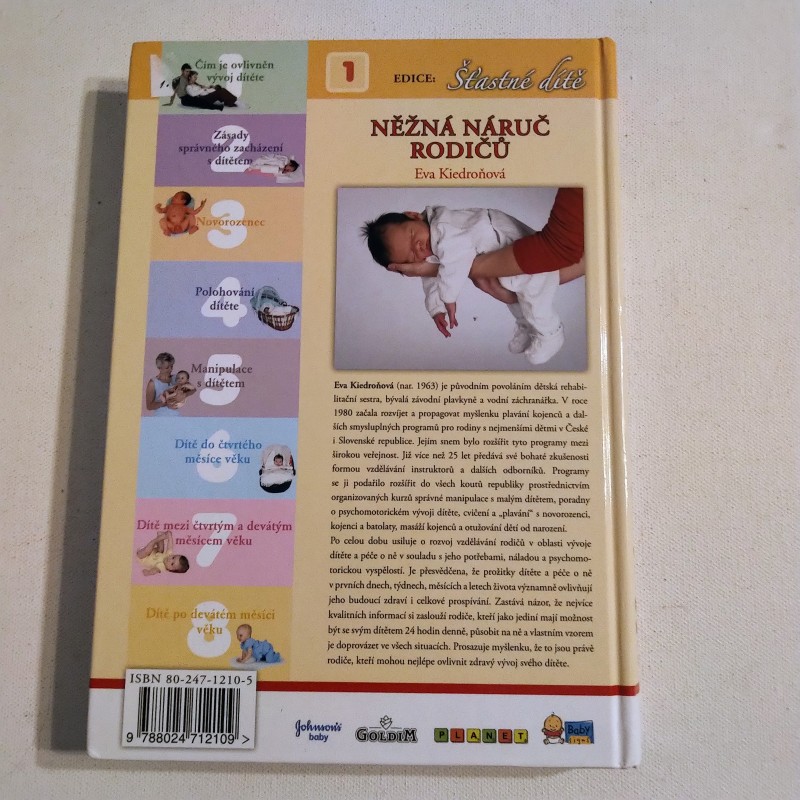 1
Čím je ovlivněn
vývoj dítěte
2
Zásady
správného zacházení
s dítětem
3
Novorozenec
4
Polohování
dítěte
5
Manipulace
s dítětem
6
Dítě do čtvrtého
měsíce věku
7
Dítě mezi čtvrtým a devátým
měsícem věku
8
Dítě po devátém měsíci
věku
1
EDICE: Šťastné dítě
NĚŽNÁ NÁRUČ
RODIČŮ
Eva Kiedroňová
Eva Kiedroňová (nar. 1963) je původním povoláním dětská rehabi-
litační sestra, bývalá závodní plavkyně a vodní záchranářka. V roce
1980 začala rozvíjet a propagovat myšlenku plavání kojenců a dal-
ších smysluplných programů pro rodiny s nejmenšími dětmi v České
i Slovenské republice. Jejím snem bylo rozšířit tyto programy mezi
širokou veřejnost. Již více než 25 let předává své bohaté zkušenosti
formou vzdělávání instruktorů a dalších odborníků. Programy
se jí podařilo rozšířit do všech koutů republiky prostřednictvím
organizovaných kurzů správné manipulace s malým dítětem, poradny
o psychomotorickém vývoji dítěte, cvičení a „plavání“ s novorozenci,
kojenci a batolaty, masáží kojenců a otužování dětí od narození.
Po celou dobu usiluje o rozvoj vzdělávání rodičů v oblasti vývoje
dítěte a péče o ně v souladu s jeho potřebami, náladou a psychomo-
torickou vyspělostí. Je přesvědčena, že prožitky dítěte a péče o ně
v prvních dnech, týdnech, měsících a letech života významně ovlivňují
jeho budoucí zdraví i celkové prospívání. Zastává názor, že nejvíce
kvalitních informací si zaslouží rodiče, kteří jako jediní mají možnost
být se svým dítětem 24 hodin denně, působit na ně a vlastním vzorem
je doprovázet ve všech situacích. Prosazuje myšlenku, že to jsou právě
rodiče, kteří mohou nejlépe ovlivnit zdravý vývoj svého dítěte.
ISBN 80-247-1210-5
9 788024 712109 >
Johnson's
baby
GOLDIM
PLANET
Baby